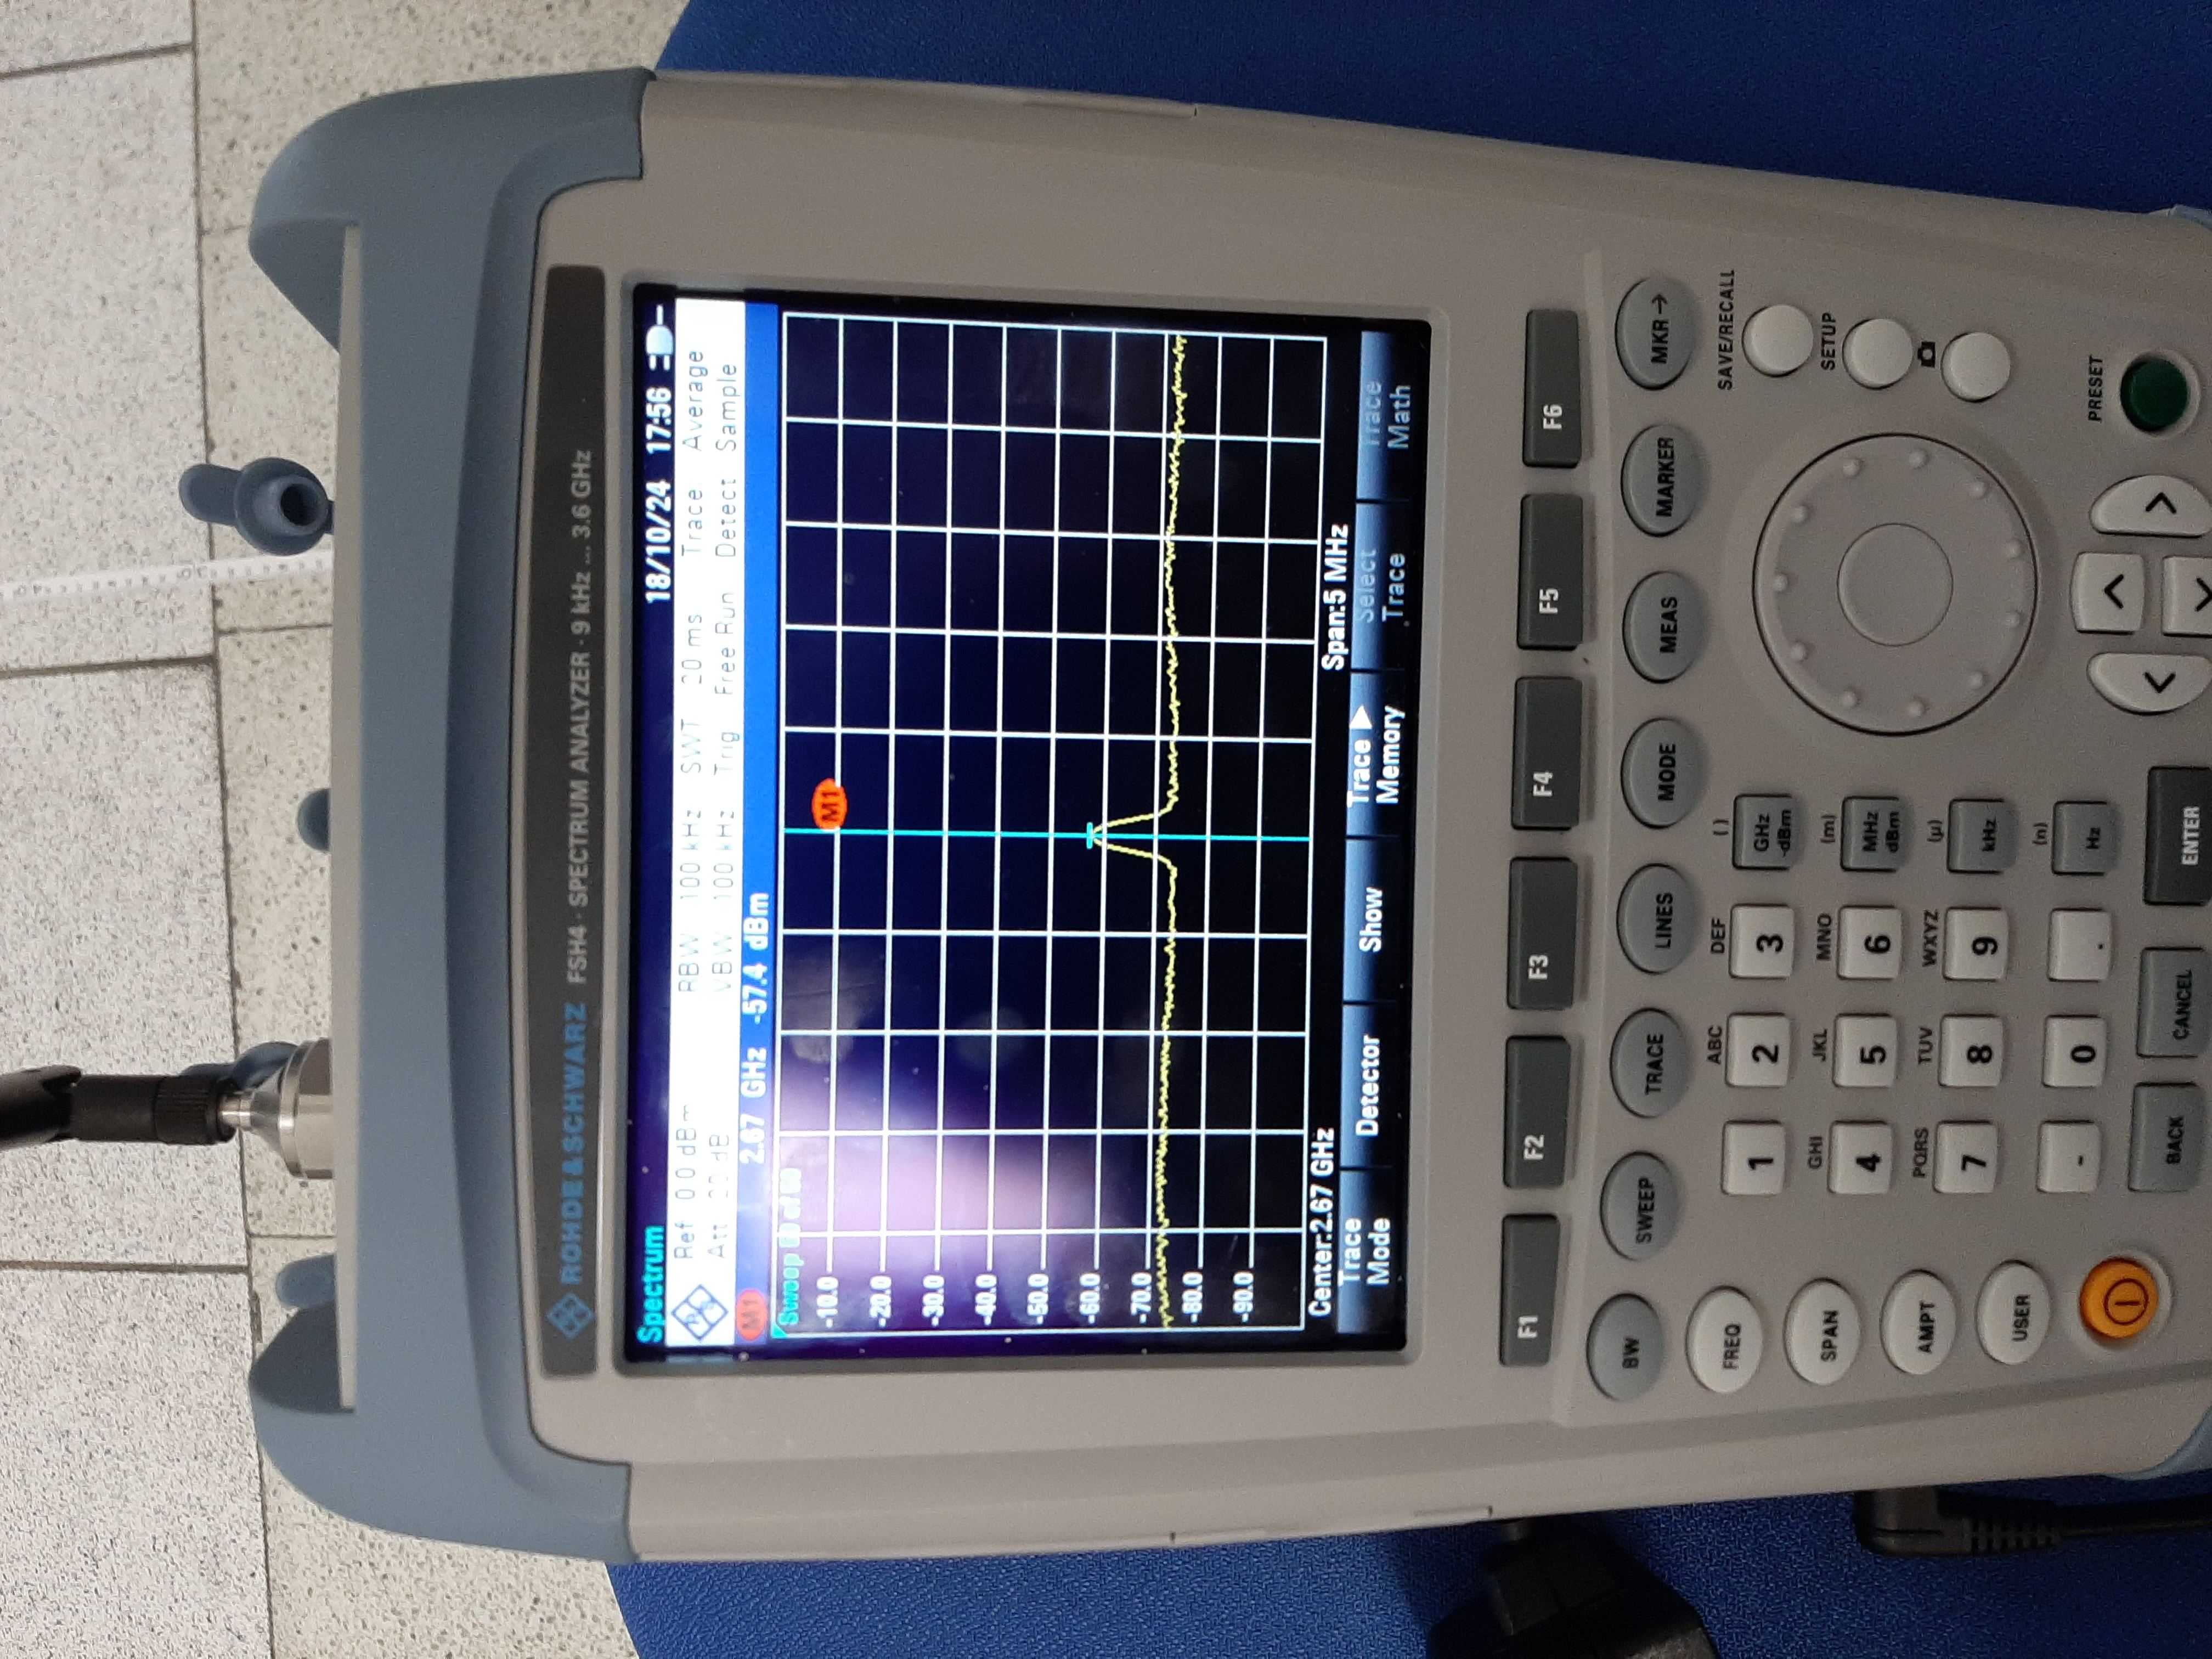 ROHDE&SCHWARZ FSH4 · SPECTRUM ANALYZER · 9 kHz ... 3.6 GHz
Spectrum 18/10/24 17:56
Ref 0.0 dBm RBW 100 kHz SWT 20 ms Trace Average
Att dB VBW 100 kHz Trig Free Run Detect Sample
M1 2.67 GHz -57.4 dBm
Sweep of
M1
-10.0
-20.0
-30.0
-40.0
-50.0
-60.0
-70.0
-80.0
-90.0
Center:2.67 GHz Span:5 MHz
Trace Mode
Detector
Show
Trace ▶ Memory
Select Trace
Trace Math
F1 F2 F3 F4 F5 F6
BW SWEEP TRACE LINES MODE MEAS MARKER MKR→
FREQ
SPAN
AMPT
USER
ABC DEF ( )
1 2 3 GHz -dBm
GHI JKL MNO (m)
4 5 6 MHz dBm
PQRS TUV WXYZ (µ)
7 8 9 kHz
(n)
- 0 . Hz
BACK CANCEL ENTER
SAVE/RECALL
SETUP
PRESET